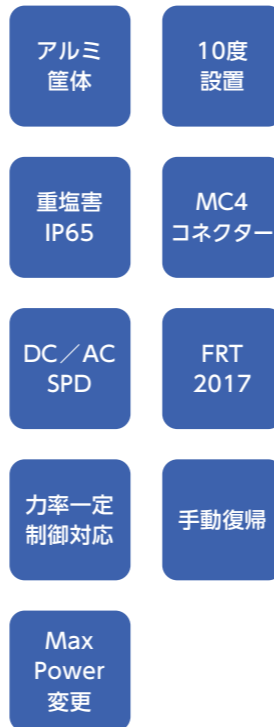 アルミ
筐体
10度
設置
重塩害
IP65
MC4
コネクター
DC／AC
SPD
FRT
2017
力率一定
制御対応
手動復帰
Max
Power
変更